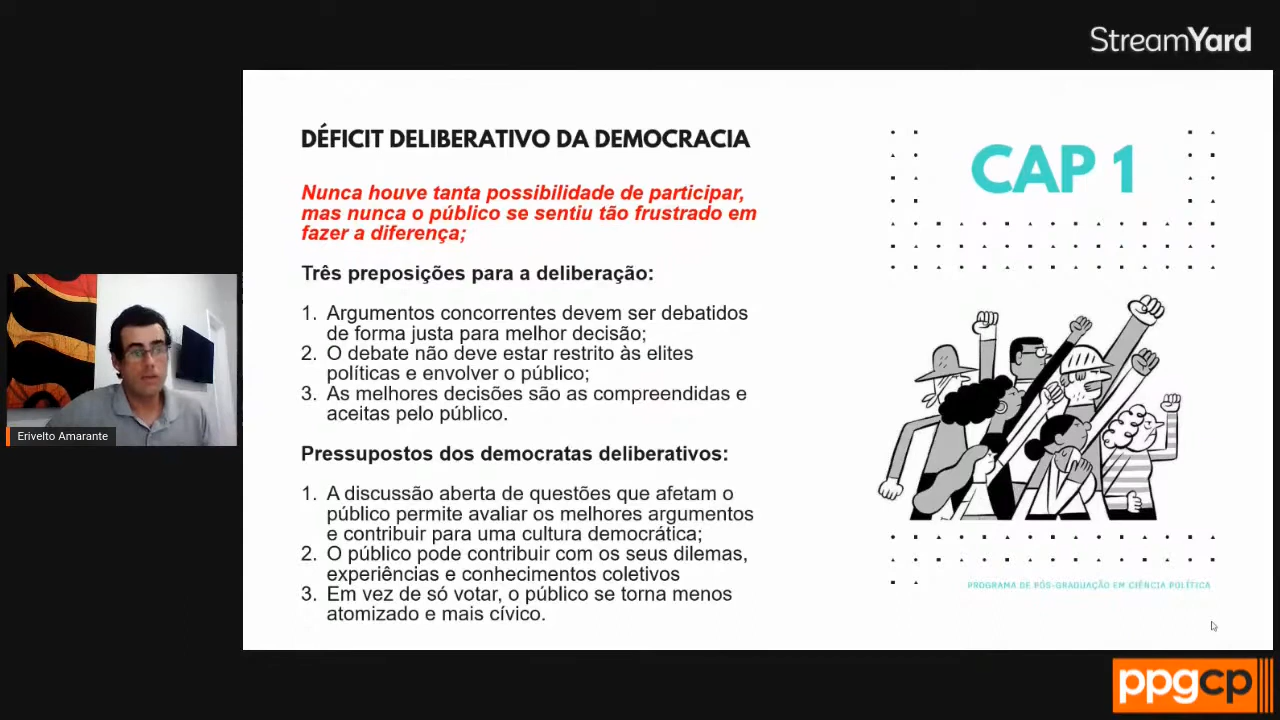 StreamYard
DÉFICIT DELIBERATIVO DA DEMOCRACIA
CAP 1
Nunca houve tanta possibilidade de participar,
mas nunca o público se sentiu tão frustrado em
fazer a diferença;
Três preposições para a deliberação:
1. Argumentos concorrentes devem ser debatidos
de forma justa para melhor decisão;
2. O debate não deve estar restrito às elites
políticas e envolver o público;
3. As melhores decisões são as compreendidas e
aceitas pelo público.
Erivelto Amarante
Pressupostos dos democratas deliberativos:
1. A discussão aberta de questões que afetam o
público permite avaliar os melhores argumentos
e contribuir para uma cultura democrática;
2. O público pode contribuir com os seus dilemas,
experiências e conhecimentos coletivos
3. Em vez de só votar, o público se torna menos
atomizado e mais cívico.
PROGRAMA DE PÓS-GRADUAÇÃO EM CIÊNCIA POLÍTICA
ppgcp